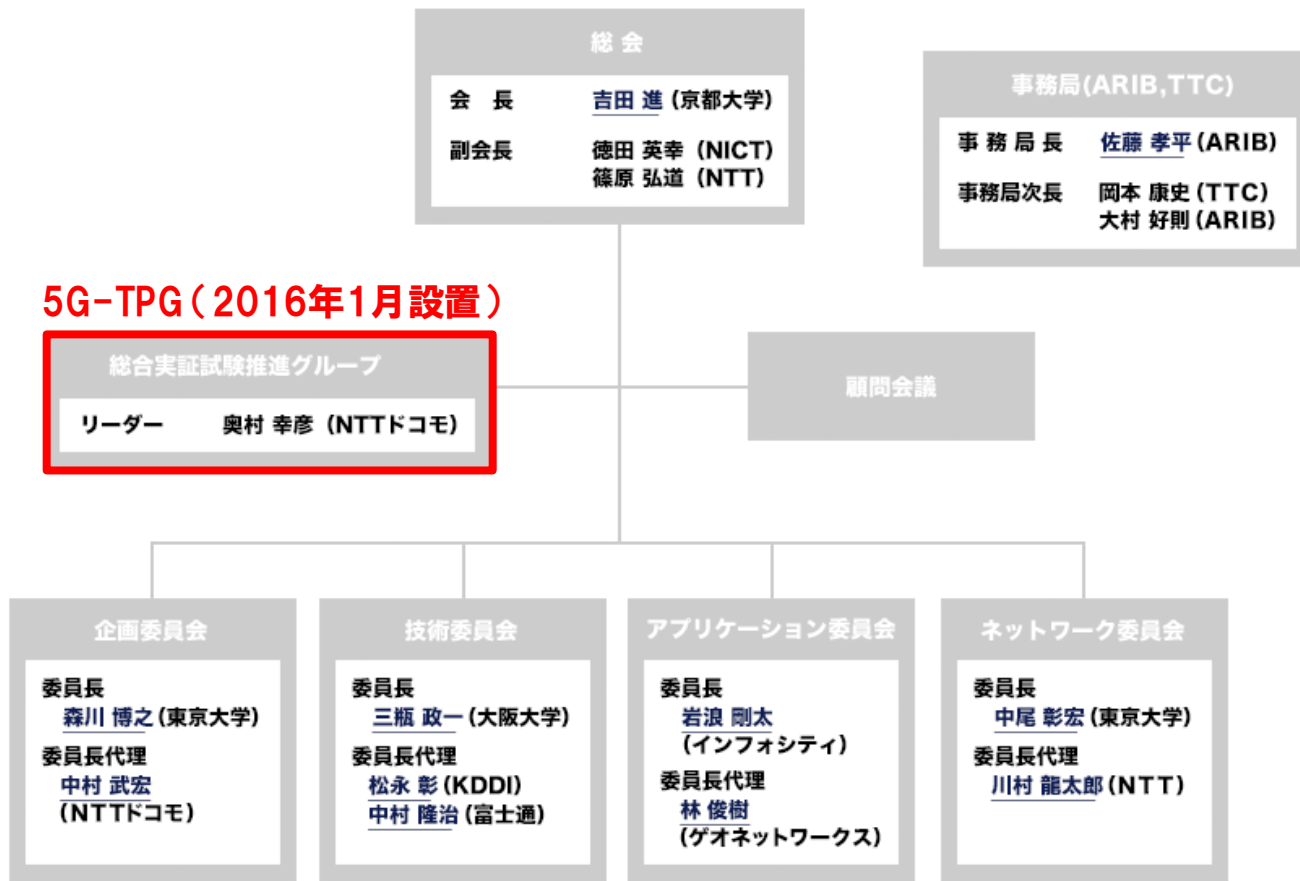 総 会
会　長　吉田 進 (京都大学)
副会長　徳田 英幸 (NICT)
篠原 弘道 (NTT)
事務局(ARIB,TTC)
事 務 局 長　佐藤 孝平 (ARIB)
事務局次長　岡本 康史 (TTC)
大村 好則 (ARIB)
5G-TPG(2016年1月設置)
総合実証試験推進グループ
リーダー　奥村 幸彦 (NTTドコモ)
顧問会議
企画委員会
委員長
森川 博之 (東京大学)
委員長代理
中村 武宏
(NTTドコモ)
技術委員会
委員長
三瓶 政一 (大阪大学)
委員長代理
松永 彰 (KDDI)
中村 隆治 (富士通)
アプリケーション委員会
委員長
岩浪 剛太
(インフォシティ)
委員長代理
林 俊樹
(ゲオネットワークス)
ネットワーク委員会
委員長
中尾 彰宏 (東京大学)
委員長代理
川村 龍太郎 (NTT)